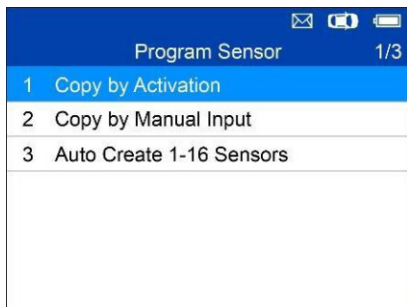 Program Sensor 1/3
1 Copy by Activation
2 Copy by Manual Input
3 Auto Create 1-16 Sensors